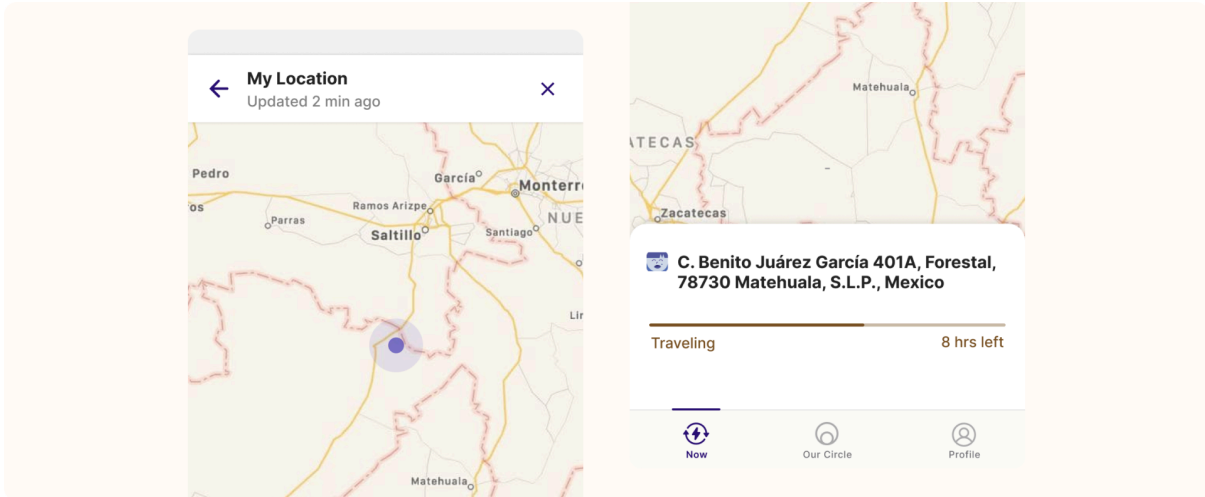 My Location
Updated 2 min ago
Pedro
García
Monterr
os
Ramos Arizpe
Parras
NUE
Saltillo
Santiago
Lir
Matehuala
Matehuala
ATECAS
Zacatecas
C. Benito Juárez García 401A, Forestal,
78730 Matehuala, S.L.P., Mexico
Traveling
8 hrs left
Now
Our Circle
Profile